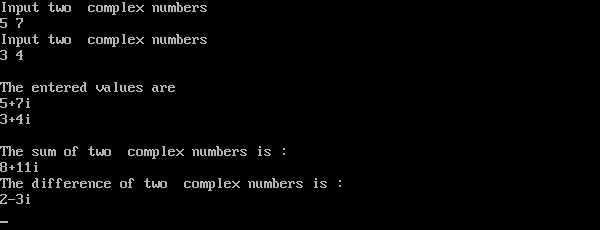 Input two  complex numbers
5 7
Input two  complex numbers
3 4
The entered values are
5+7i
3+4i
The sum of two  complex numbers is :
8+11i
The difference of two  complex numbers is :
2-3i